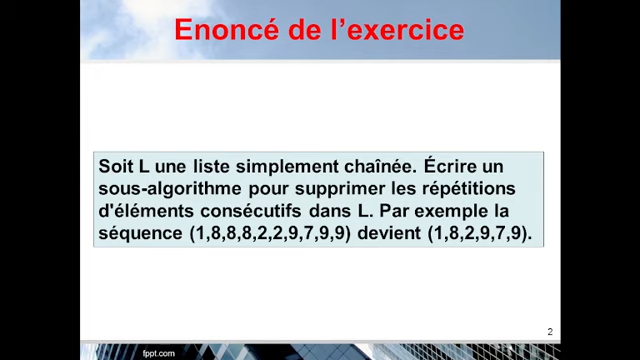 Enoncé de l’exercice
Soit L une liste simplement chaînée. Écrire un
sous-algorithme pour supprimer les répétitions
d'éléments consécutifs dans L. Par exemple la
séquence (1,8,8,8,2,2,9,7,9,9) devient (1,8,2,9,7,9).
2
fppt.com